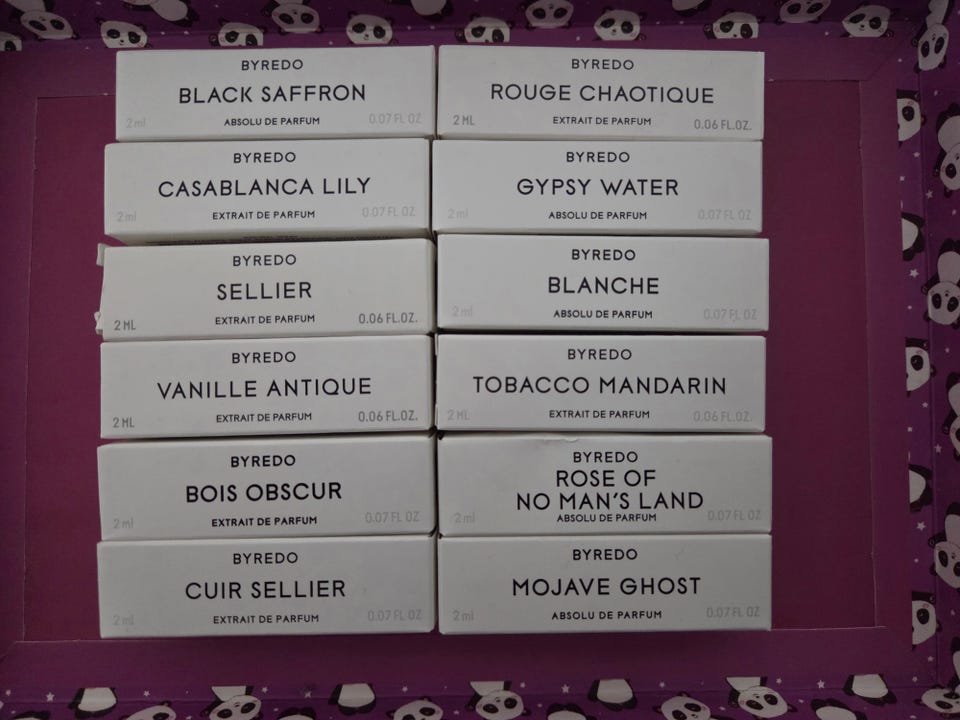 BYREDO
BLACK SAFFRON
2ml ABSOLU DE PARFUM 0.07 FL OZ
BYREDO
ROUGE CHAOTIQUE
2 ML EXTRAIT DE PARFUM 0.06 FL.OZ.
BYREDO
CASABLANCA LILY
2ml EXTRAIT DE PARFUM 0.07 FL OZ
BYREDO
GYPSY WATER
2ml ABSOLU DE PARFUM 0.07 FL OZ
BYREDO
SELLIER
2 ML EXTRAIT DE PARFUM 0.06 FL.OZ.
BYREDO
BLANCHE
2ml ABSOLU DE PARFUM 0.07 FL OZ
BYREDO
VANILLE ANTIQUE
2 ML EXTRAIT DE PARFUM 0.06 FL.OZ.
BYREDO
TOBACCO MANDARIN
2 ML EXTRAIT DE PARFUM 0.06 FL.OZ.
BYREDO
BOIS OBSCUR
2ml EXTRAIT DE PARFUM 0.07 FL OZ
BYREDO
ROSE OF
NO MAN'S LAND
2ml ABSOLU DE PARFUM 0.07 FL OZ
BYREDO
CUIR SELLIER
2ml EXTRAIT DE PARFUM 0.07 FL OZ
BYREDO
MOJAVE GHOST
2ml ABSOLU DE PARFUM 0.07 FL OZ